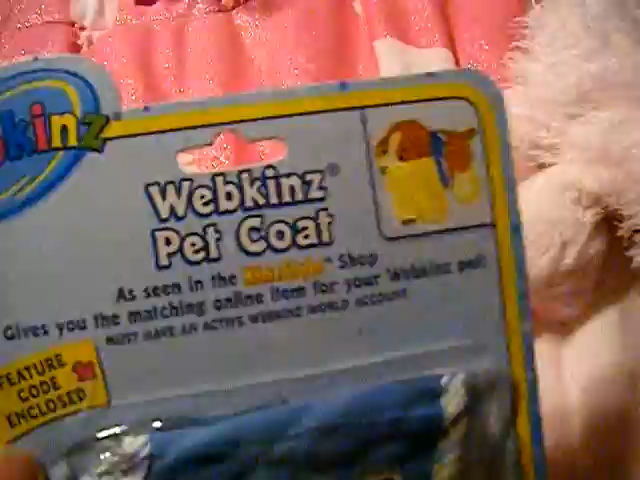 kinz
Webkinz®
Pet Coat
As seen in the KinzStyle™ Shop
Gives you the matching online item for your Webkinz pet!
MUST HAVE AN ACTIVE WEBKINZ WORLD ACCOUNT
FEATURE
CODE
ENCLOSED